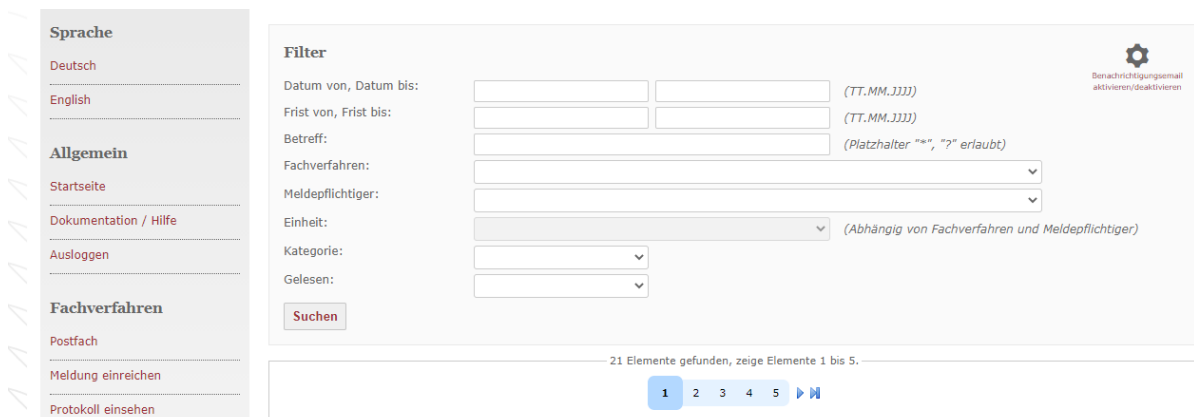 Sprache
Deutsch
English
Allgemein
Startseite
Dokumentation / Hilfe
Ausloggen
Fachverfahren
Postfach
Meldung einreichen
Protokoll einsehen
Filter
Benachrichtigungsemail
aktivieren/deaktivieren
Datum von, Datum bis:
(TT.MM.JJJJ)
Frist von, Frist bis:
(TT.MM.JJJJ)
Betreff:
(Platzhalter "*", "?" erlaubt)
Fachverfahren:
Meldepflichtiger:
Einheit:
(Abhängig von Fachverfahren und Meldepflichtiger)
Kategorie:
Gelesen:
Suchen
21 Elemente gefunden, zeige Elemente 1 bis 5.
1 2 3 4 5